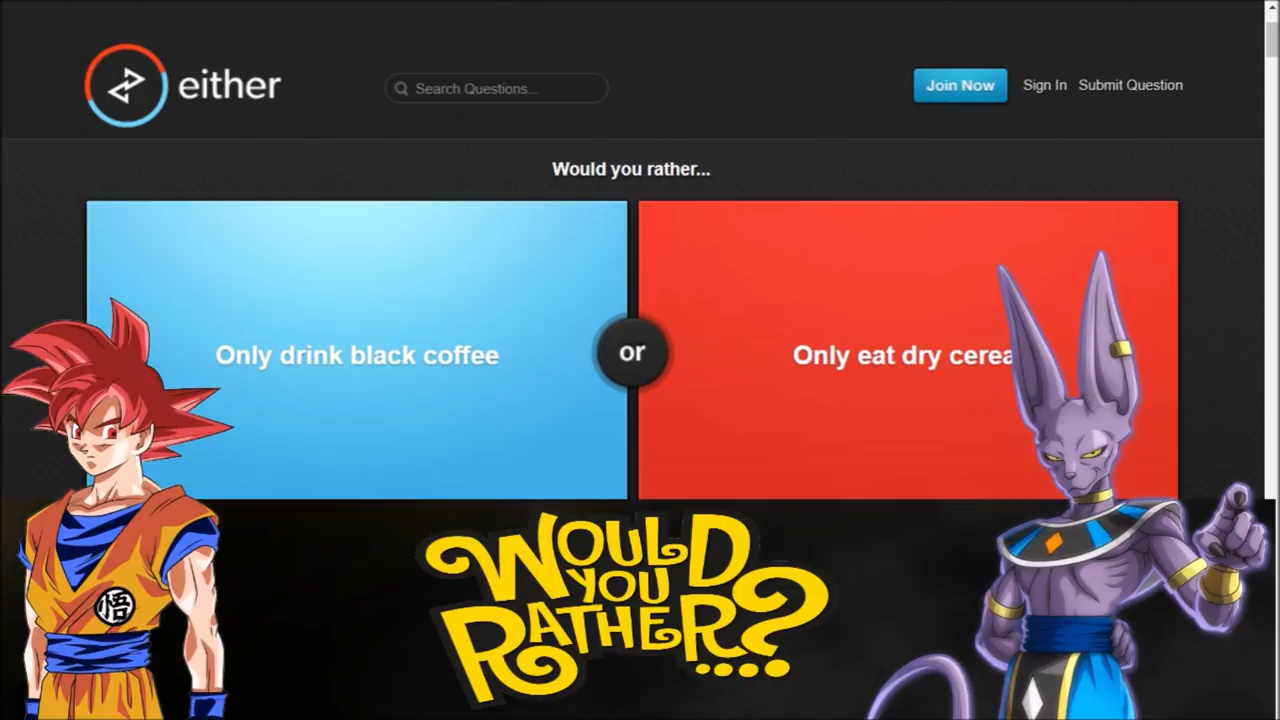 either
Search Questions...
Join Now
Sign In
Submit Question
Would you rather...
Only drink black coffee
or
Only eat dry cerea
悟
WOULD
YOU
RATHER....?